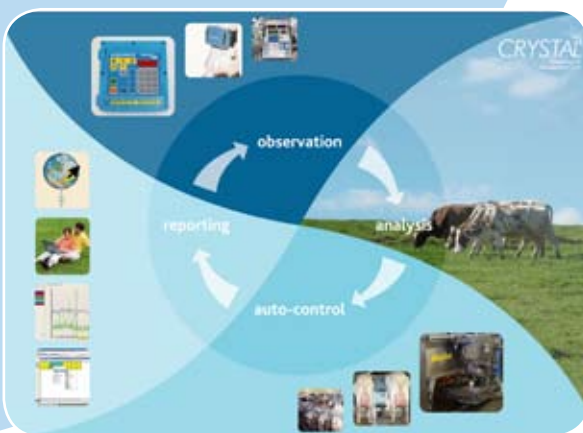 CRYSTAL
observation
reporting
analysis
auto-control